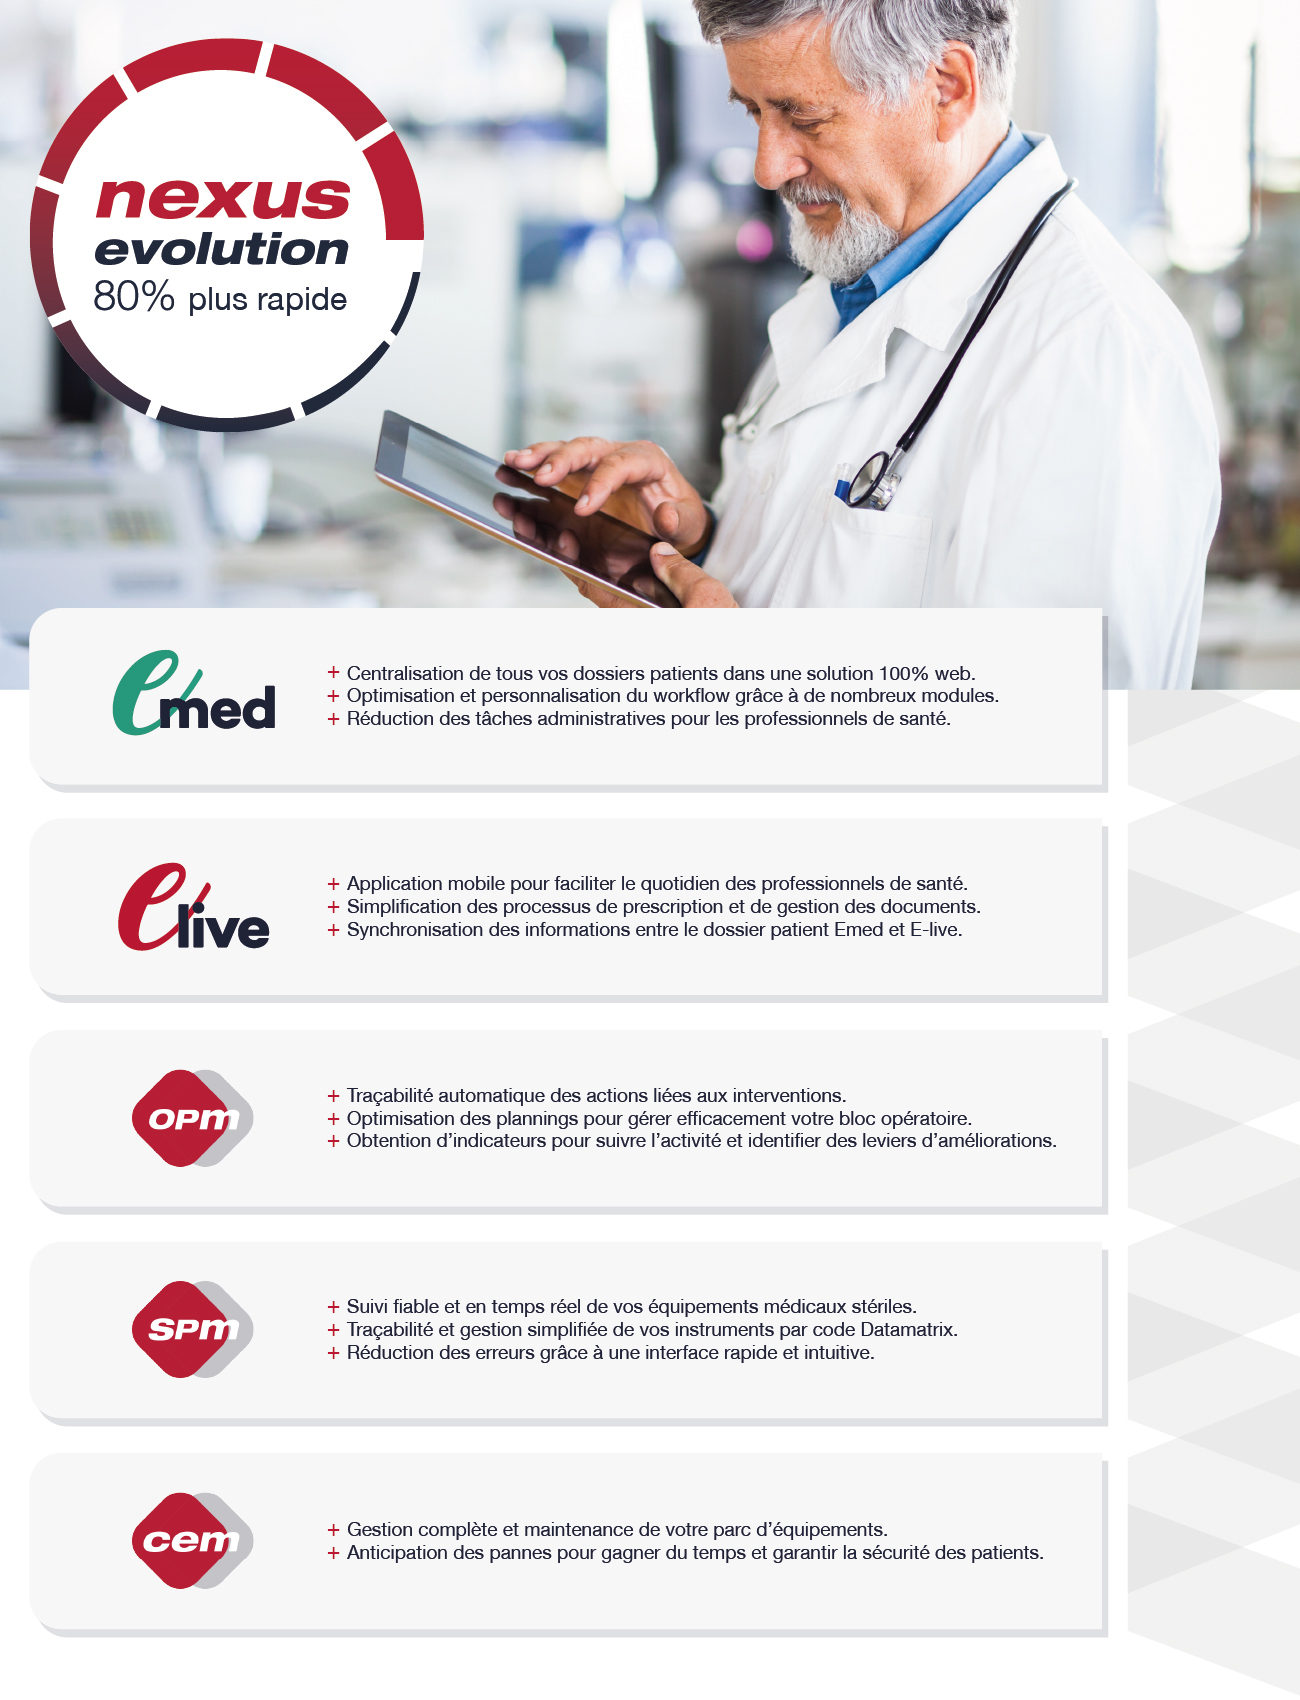 nexus
evolution
80% plus rapide
e'med
+ Centralisation de tous vos dossiers patients dans une solution 100% web.
+ Optimisation et personnalisation du workflow grâce à de nombreux modules.
+ Réduction des tâches administratives pour les professionnels de santé.
e'live
+ Application mobile pour faciliter le quotidien des professionnels de santé.
+ Simplification des processus de prescription et de gestion des documents.
+ Synchronisation des informations entre le dossier patient Emed et E-live.
OPm
+ Traçabilité automatique des actions liées aux interventions.
+ Optimisation des plannings pour gérer efficacement votre bloc opératoire.
+ Obtention d’indicateurs pour suivre l’activité et identifier des leviers d’améliorations.
SPm
+ Suivi fiable et en temps réel de vos équipements médicaux stériles.
+ Traçabilité et gestion simplifiée de vos instruments par code Datamatrix.
+ Réduction des erreurs grâce à une interface rapide et intuitive.
cem
+ Gestion complète et maintenance de votre parc d’équipements.
+ Anticipation des pannes pour gagner du temps et garantir la sécurité des patients.